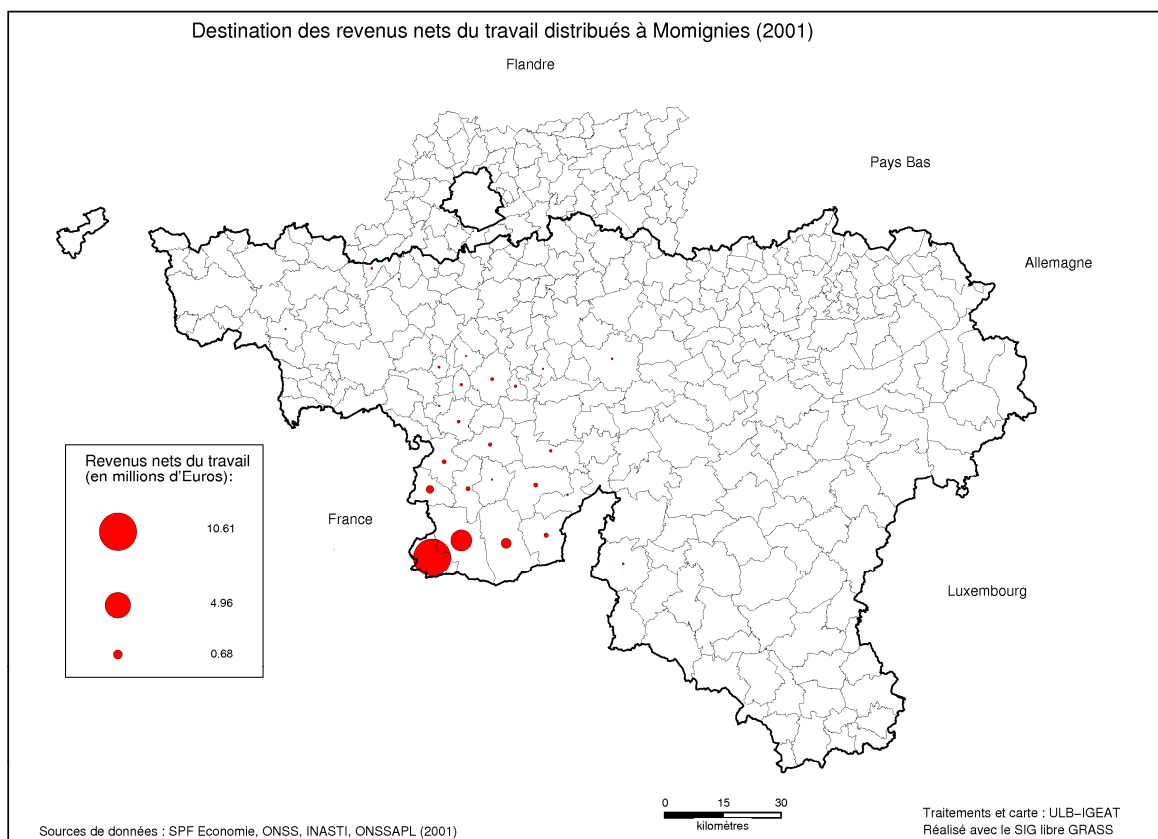 Destination des revenus nets du travail distribués à Momignies (2001)
Flandre
Pays Bas
Allemagne
Revenus nets du travail
(en millions d'Euros):
10.61
4.96
0.68
France
Luxembourg
0 15 30
kilomètres
Sources de données : SPF Economie, ONSS, INASTI, ONSSAPL (2001)
Traitements et carte : ULB-IGEAT
Réalisé avec le SIG libre GRASS